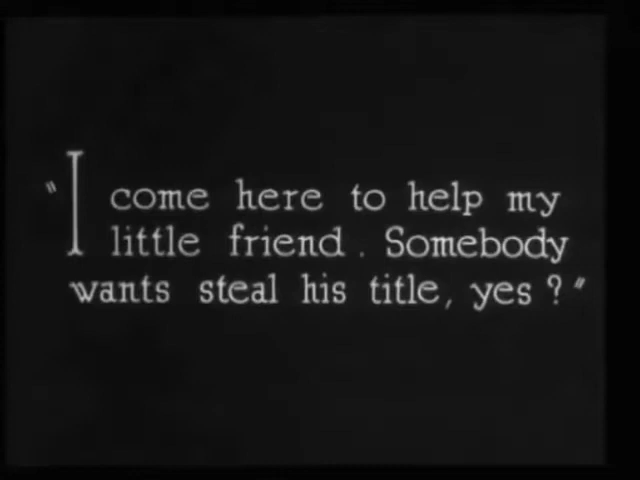 "I come here to help my
little friend. Somebody
wants steal his title, yes?"